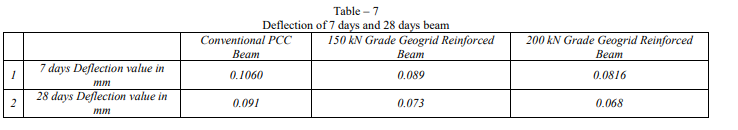 Table – 7
Deflection of 7 days and 28 days beam
Conventional PCC Beam 150 kN Grade Geogrid Reinforced Beam 200 kN Grade Geogrid Reinforced Beam
1 7 days Deflection value in mm 0.1060 0.089 0.0816
2 28 days Deflection value in mm 0.091 0.073 0.068